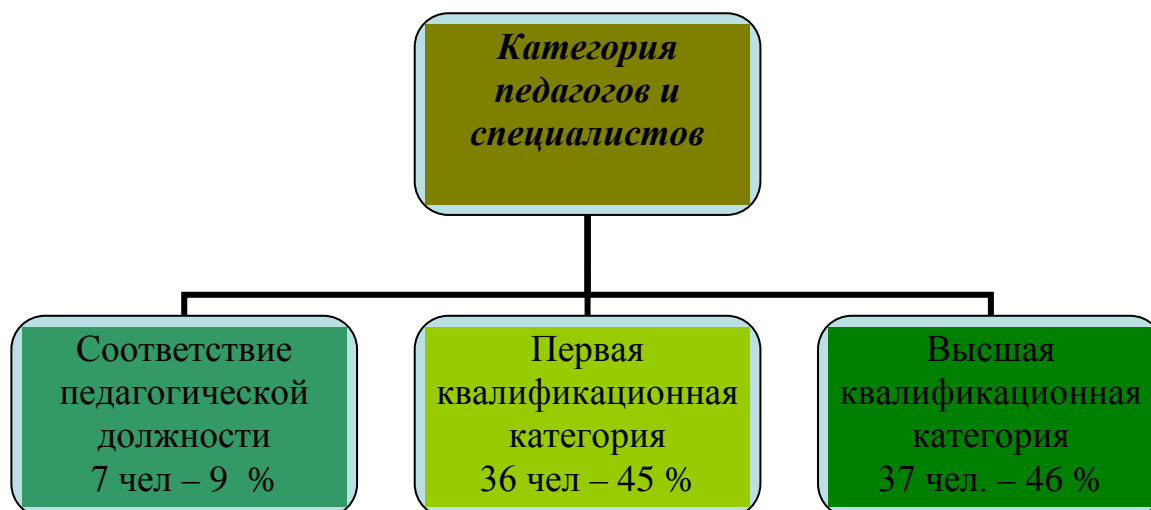 Категория
педагогов и
специалистов
Соответствие
педагогической
должности
7 чел – 9 %
Первая
квалификационная
категория
36 чел – 45 %
Высшая
квалификационная
категория
37 чел. – 46 %